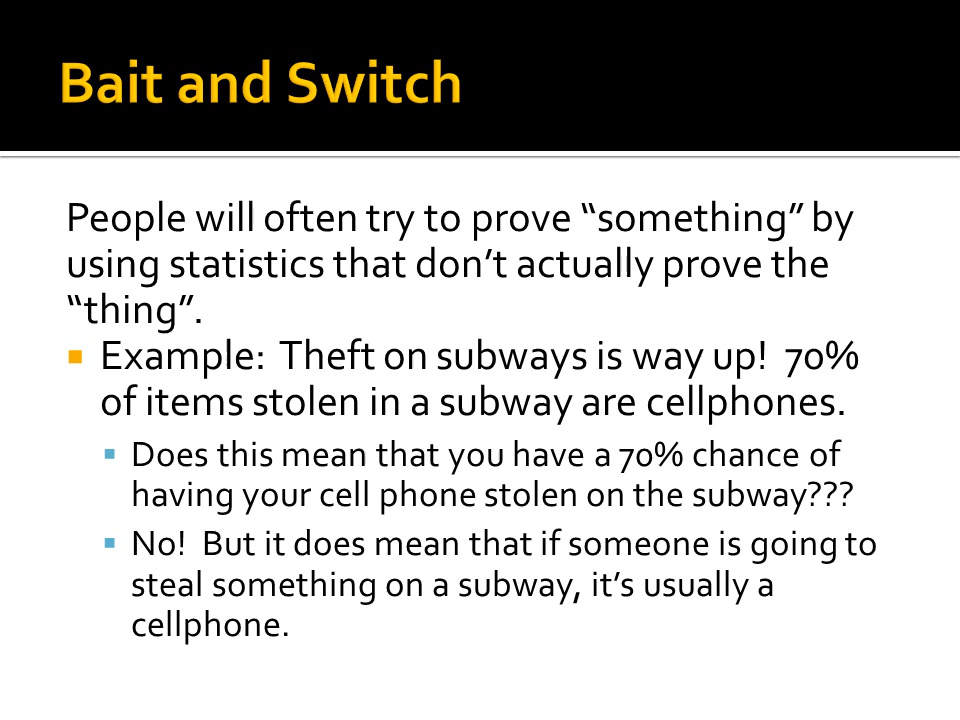 Bait and Switch
People will often try to prove “something” by
using statistics that don’t actually prove the
“thing”.
Example:  Theft on subways is way up!  70%
of items stolen in a subway are cellphones.
Does this mean that you have a 70% chance of
having your cell phone stolen on the subway???
No!  But it does mean that if someone is going to
steal something on a subway, it’s usually a
cellphone.